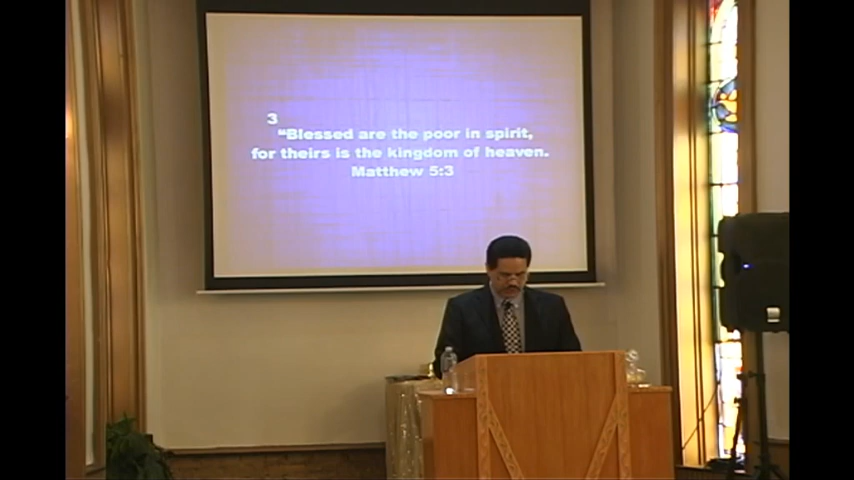 3
"Blessed are the poor in spirit,
for theirs is the kingdom of heaven.
Matthew 5:3